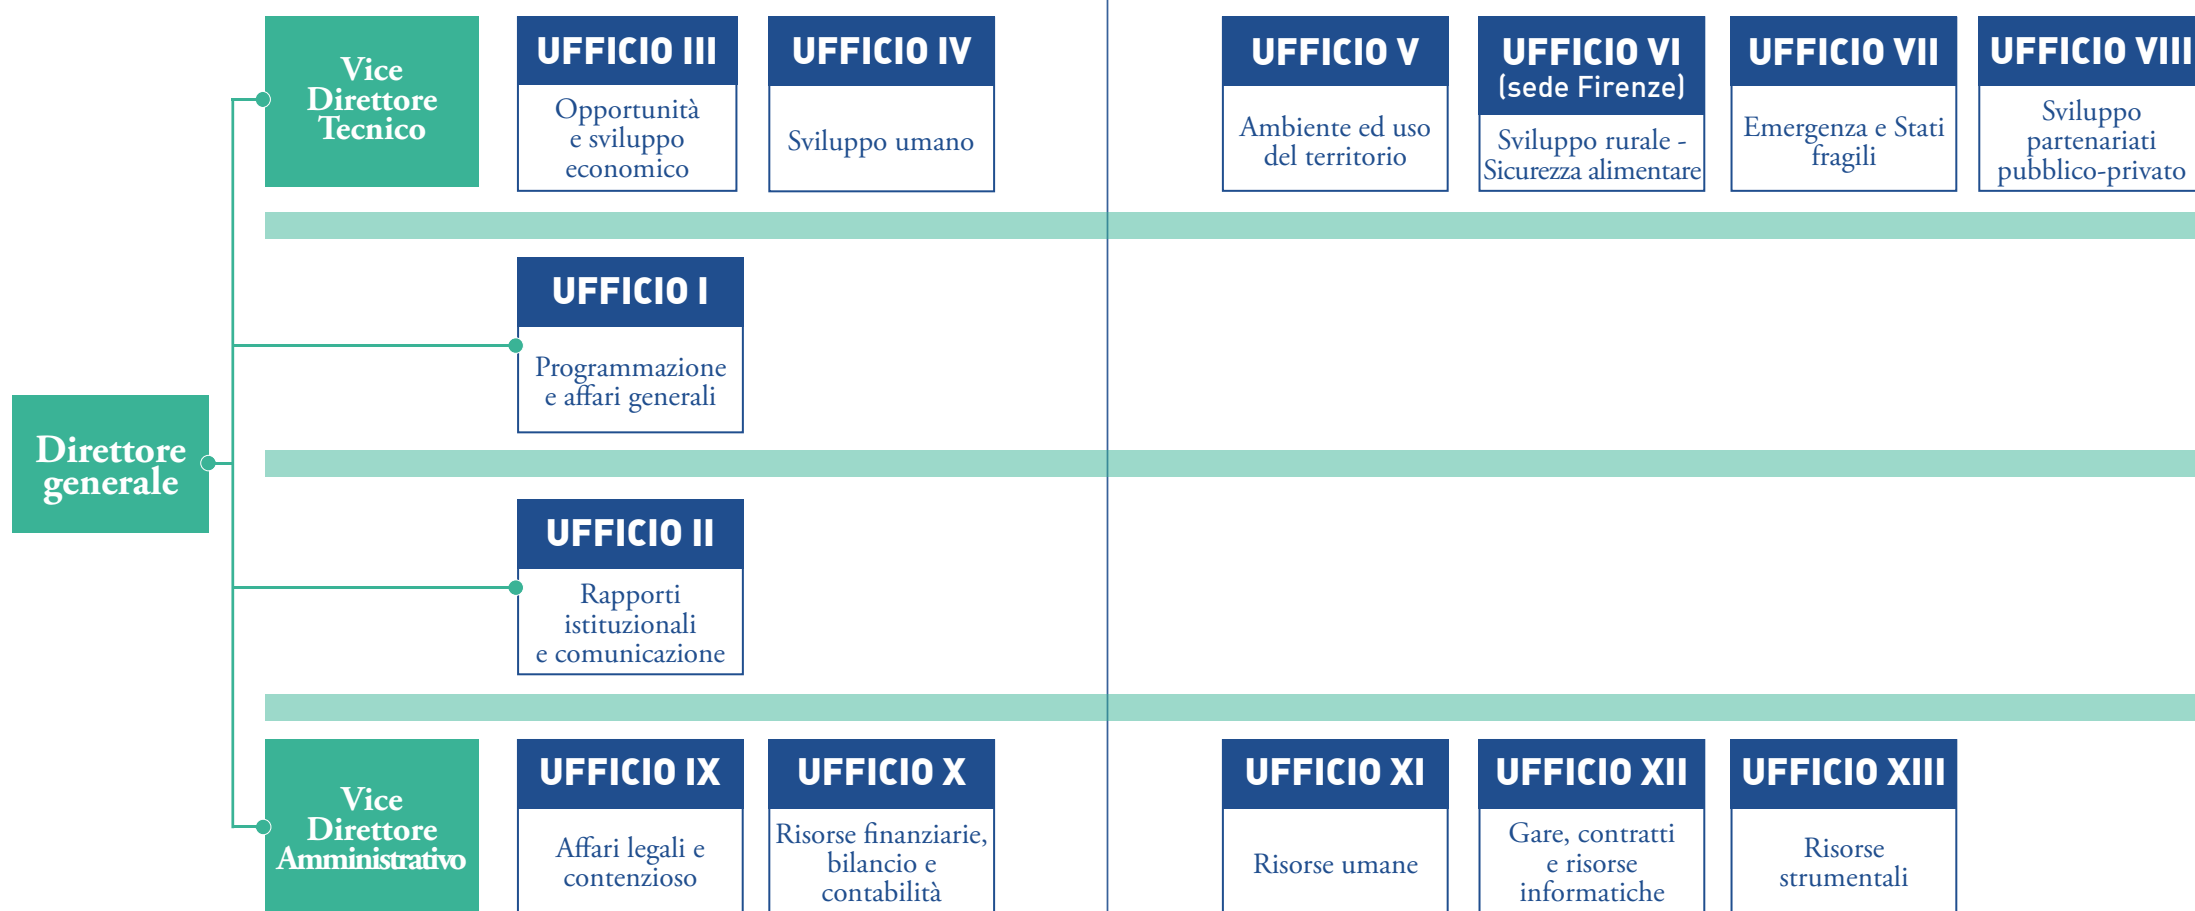 Vice
Direttore
Tecnico
UFFICIO III
Opportunità
e sviluppo
economico
UFFICIO IV
Sviluppo umano
UFFICIO V
Ambiente ed uso
del territorio
UFFICIO VI
(sede Firenze)
Sviluppo rurale -
Sicurezza alimentare
UFFICIO VII
Emergenza e Stati
fragili
UFFICIO VIII
Sviluppo
partenariati
pubblico-privato
UFFICIO I
Programmazione
e affari generali
Direttore
generale
UFFICIO II
Rapporti
istituzionali
e comunicazione
Vice
Direttore
Amministrativo
UFFICIO IX
Affari legali e
contenzioso
UFFICIO X
Risorse finanziarie,
bilancio e
contabilità
UFFICIO XI
Risorse umane
UFFICIO XII
Gare, contratti
e risorse
informatiche
UFFICIO XIII
Risorse
strumentali